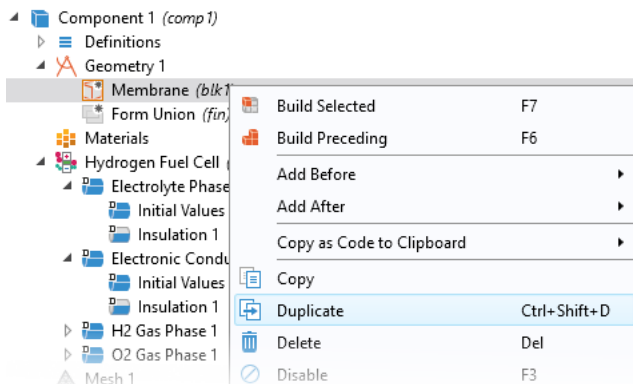 Component 1 (comp1)
Definitions
Geometry 1
Membrane (blk1)
Form Union (fin)
Materials
Hydrogen Fuel Cell (
Electrolyte Phase
Initial Values
Insulation 1
Electronic Condu
Initial Values
Insulation 1
H2 Gas Phase 1
O2 Gas Phase 1
Mesh 1
Build Selected F7
Build Preceding F6
Add Before
Add After
Copy as Code to Clipboard
Copy
Duplicate Ctrl+Shift+D
Delete Del
Disable F3